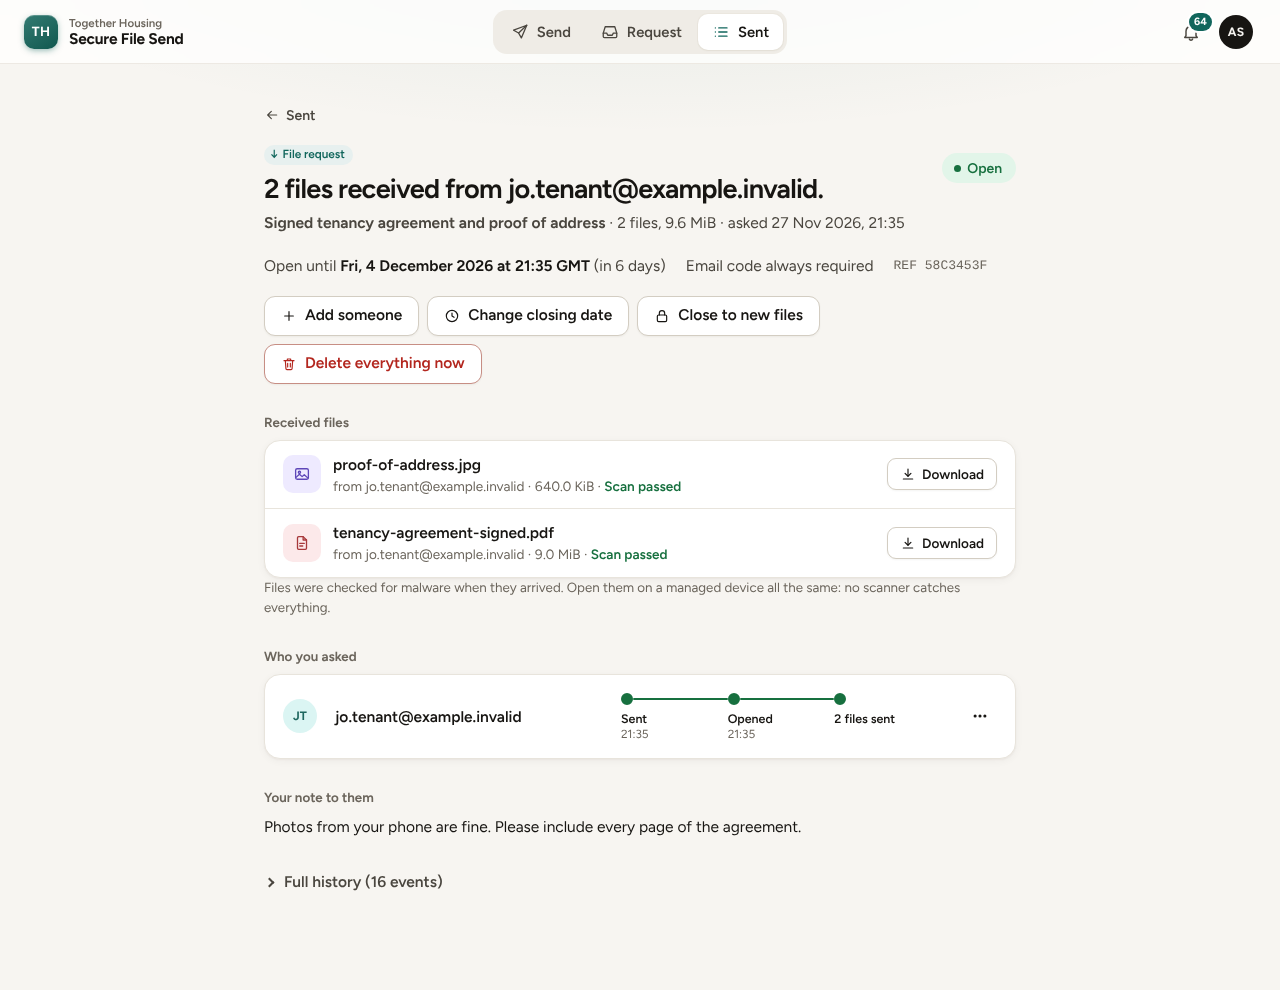 TH
Together Housing
Secure File Send
Send
Request
Sent
64
AS
← Sent
↓ File request
2 files received from jo.tenant@example.invalid.
Open
Signed tenancy agreement and proof of address · 2 files, 9.6 MiB · asked 27 Nov 2026, 21:35
Open until Fri, 4 December 2026 at 21:35 GMT (in 6 days) Email code always required REF 58C3453F
Add someone
Change closing date
Close to new files
Delete everything now
Received files
proof-of-address.jpg
from jo.tenant@example.invalid · 640.0 KiB · Scan passed
Download
tenancy-agreement-signed.pdf
from jo.tenant@example.invalid · 9.0 MiB · Scan passed
Download
Files were checked for malware when they arrived. Open them on a managed device all the same: no scanner catches
everything.
Who you asked
JT
jo.tenant@example.invalid
Sent
21:35
Opened
21:35
2 files sent
Your note to them
Photos from your phone are fine. Please include every page of the agreement.
Full history (16 events)